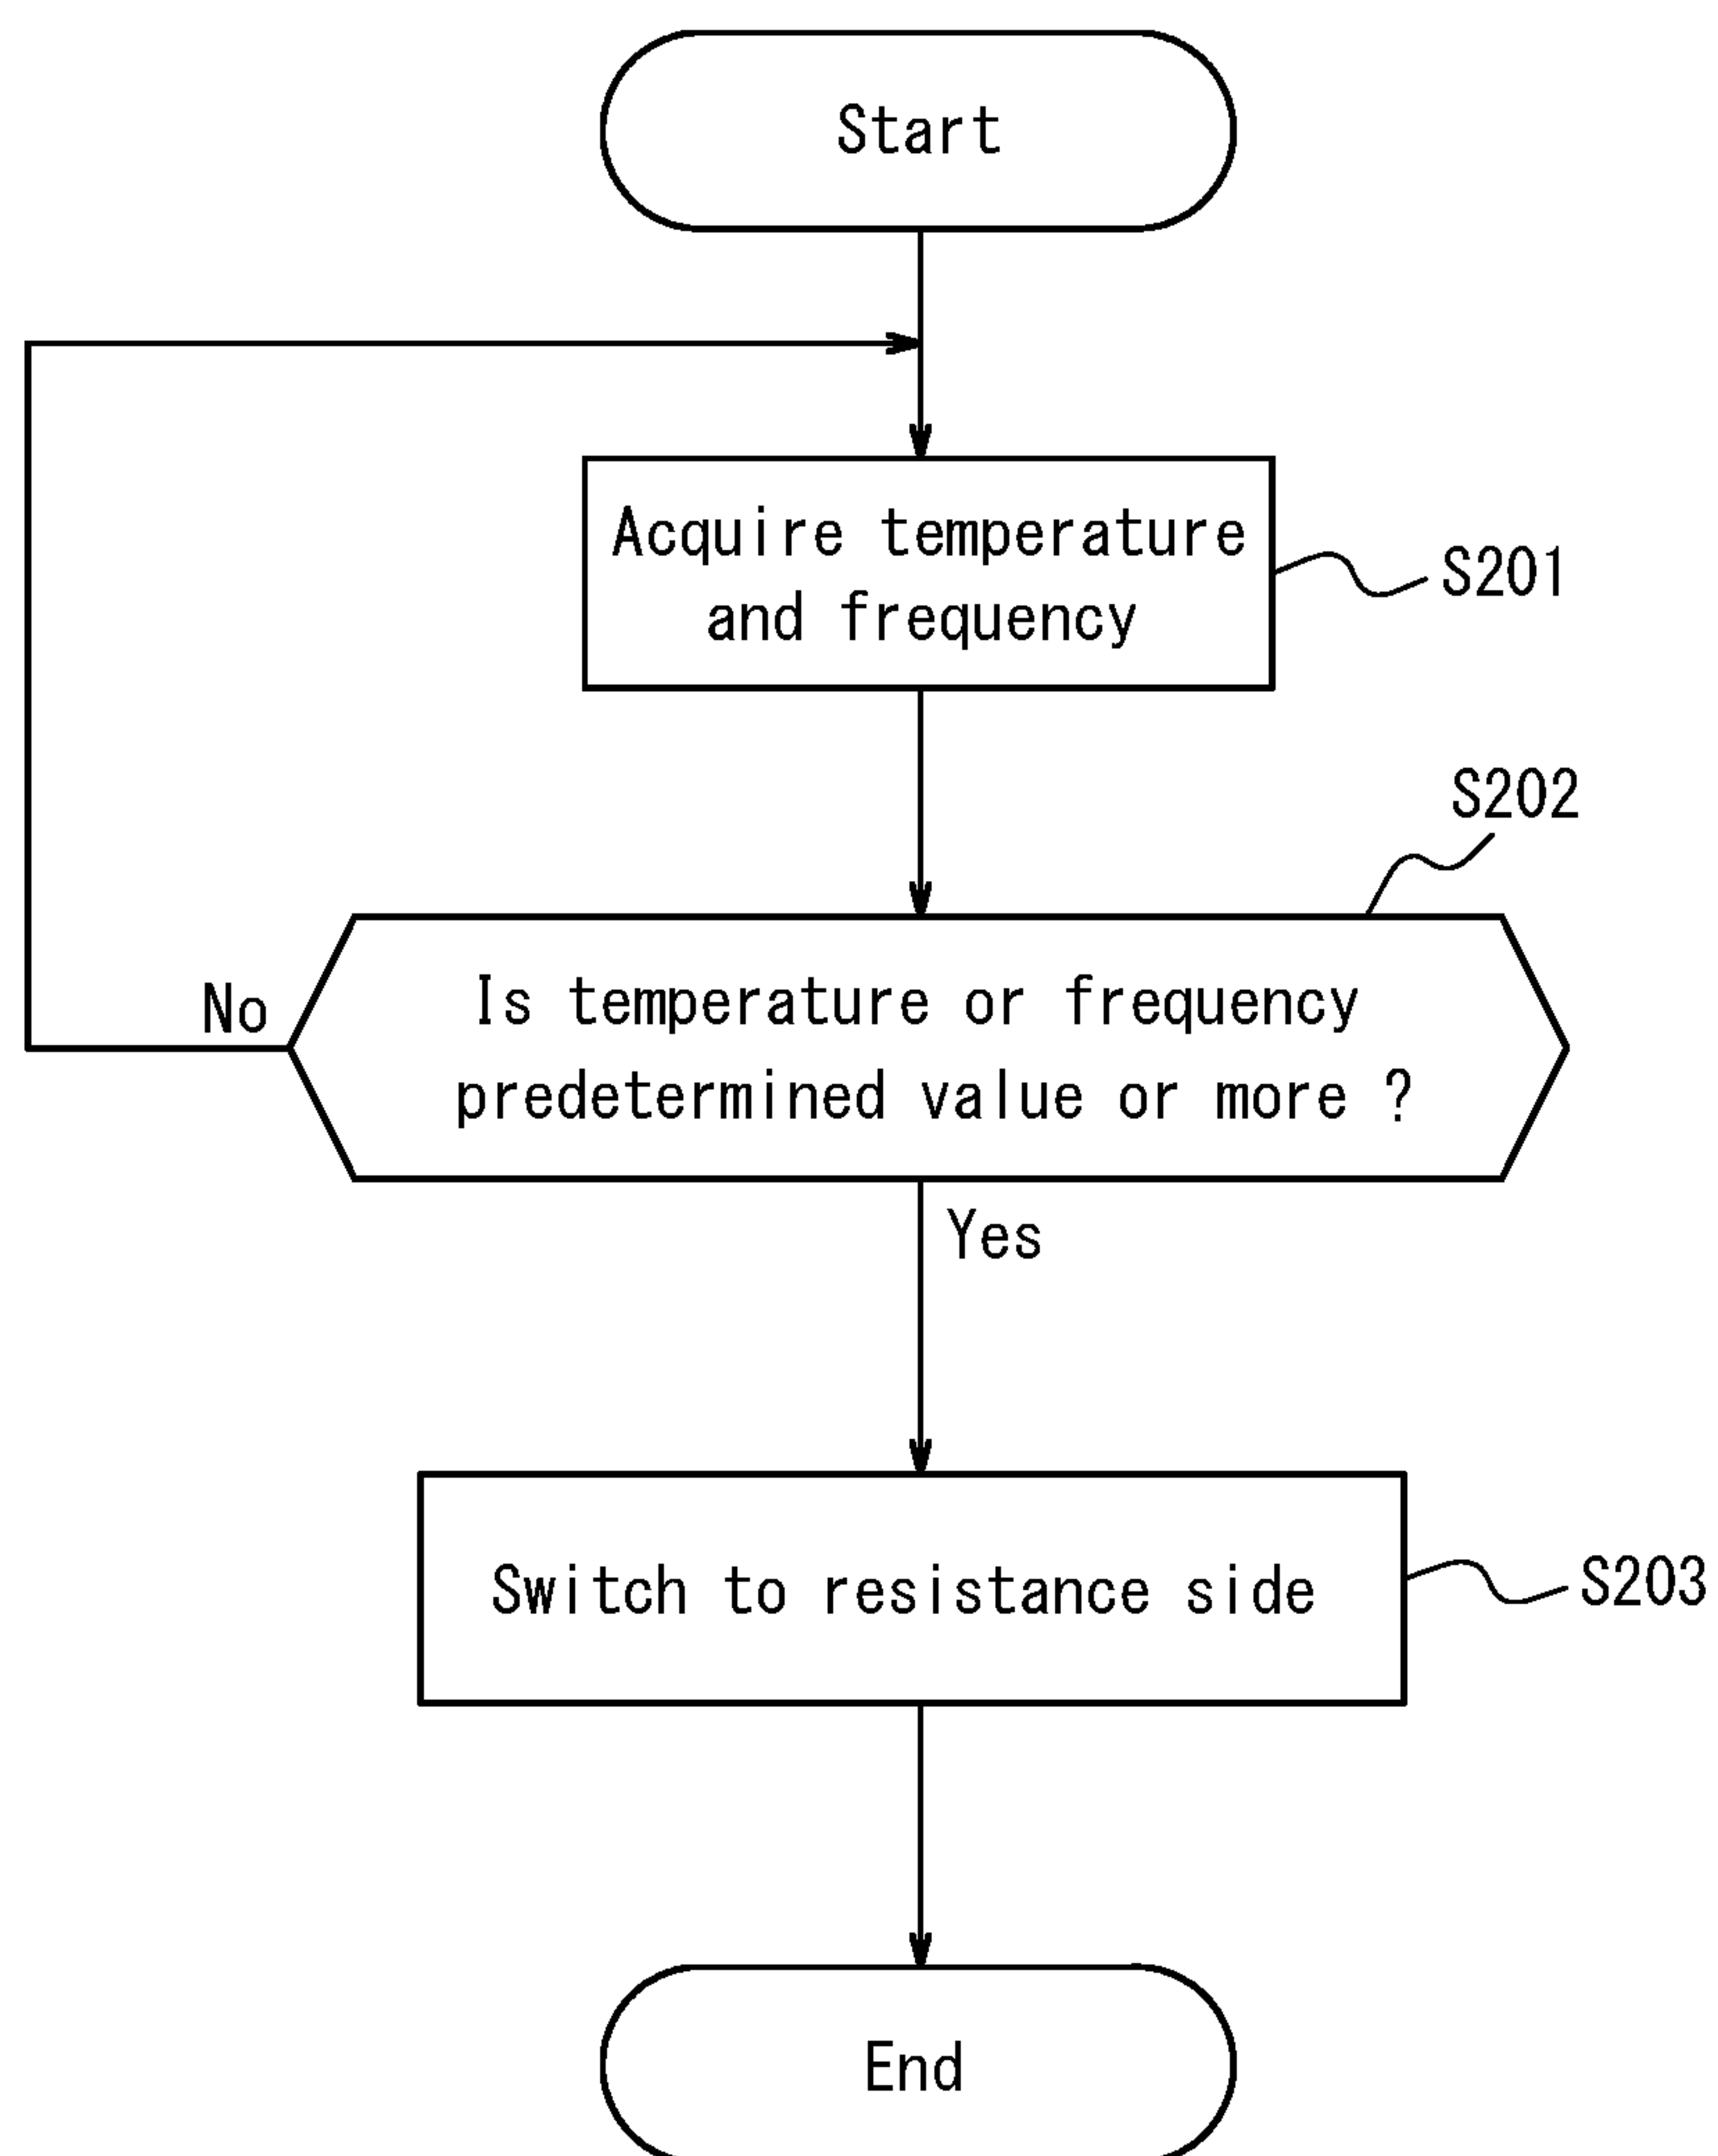 Start
Acquire temperature
and frequency
S201
S202
Is temperature or frequency
predetermined value or more ?
No
Yes
Switch to resistance side
S203
End